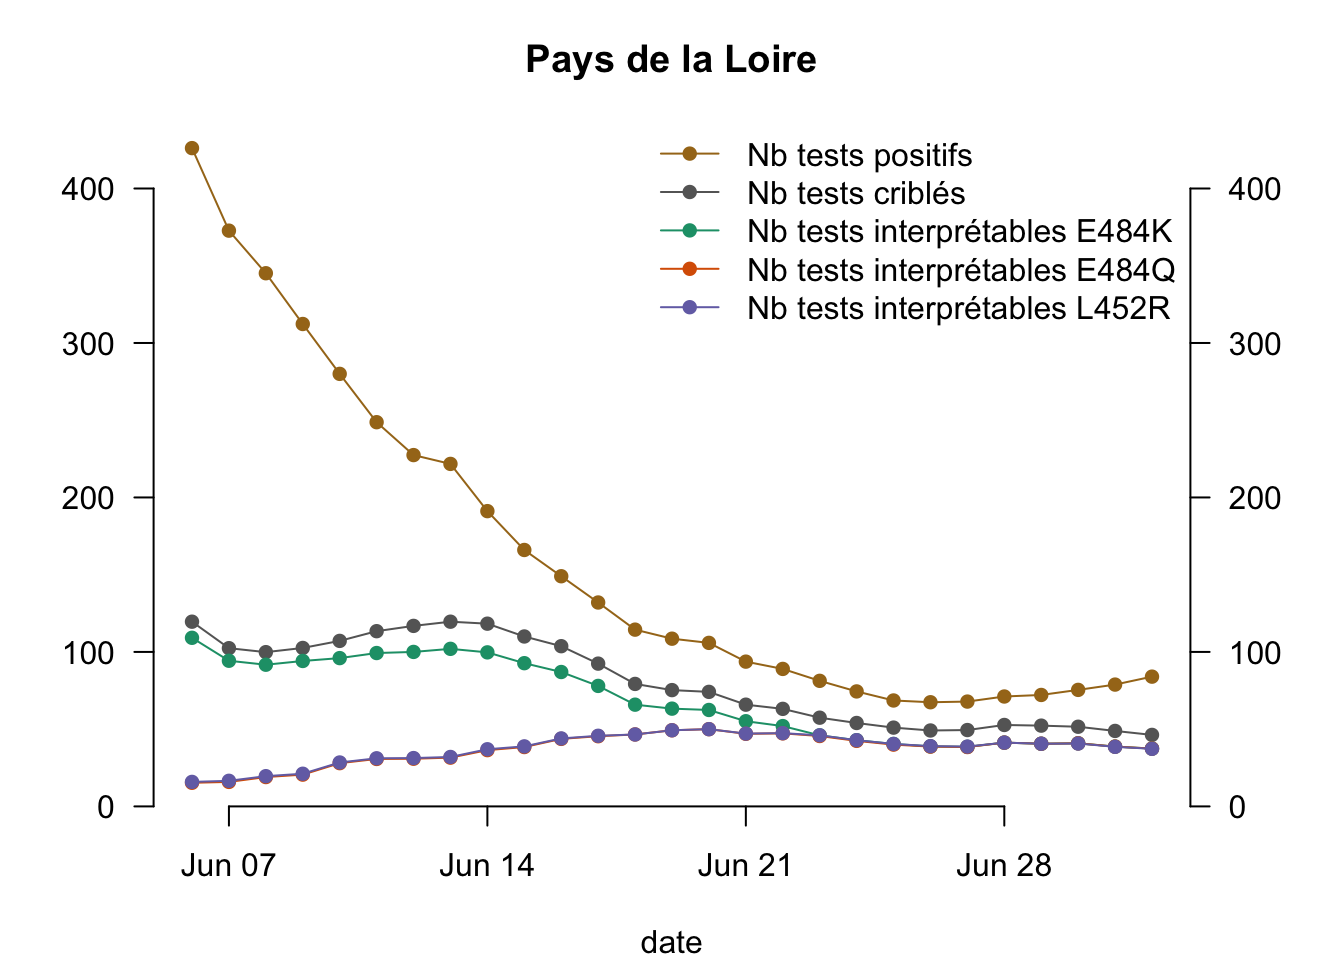 Pays de la Loire
Nb tests positifs
Nb tests criblés
Nb tests interprétables E484K
Nb tests interprétables E484Q
Nb tests interprétables L452R
400
300
200
100
0
400
300
200
100
0
Jun 07
Jun 14
Jun 21
Jun 28
date